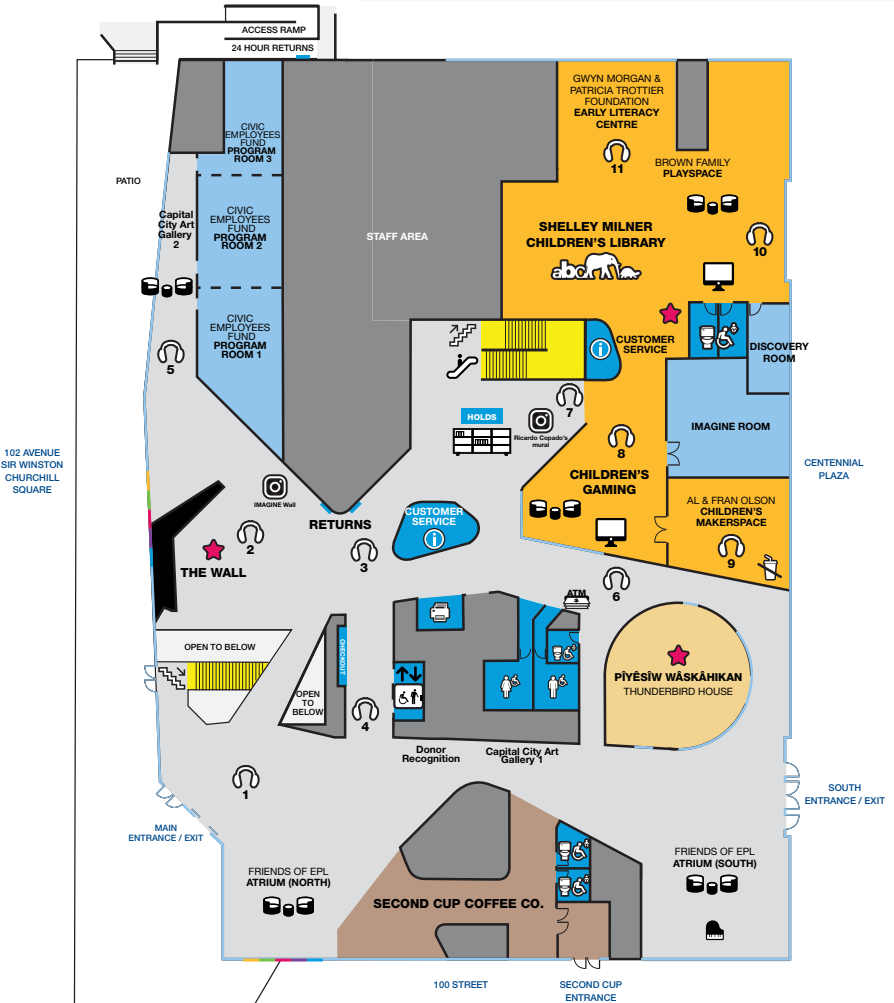 ACCESS RAMP
24 HOUR RETURNS
PATIO
CIVIC
EMPLOYEES
FUND
PROGRAM
ROOM 3
Capital
City Art
Gallery
2
CIVIC
EMPLOYEES
FUND
PROGRAM
ROOM 2
CIVIC
EMPLOYEES
FUND
PROGRAM
ROOM 1
5
STAFF AREA
GWYN MORGAN &
PATRICIA TROTTIER
FOUNDATION
EARLY LITERACY
CENTRE
11
BROWN FAMILY
PLAYSPACE
SHELLEY MILNER
CHILDREN'S LIBRARY
abc
10
CUSTOMER
SERVICE
i
DISCOVERY
ROOM
7
HOLDS
Ricardo Copado's
mural
8
IMAGINE ROOM
CHILDREN'S
GAMING
AL & FRAN OLSON
CHILDREN'S
MAKERSPACE
9
102 AVENUE
SIR WINSTON
CHURCHILL
SQUARE
CENTENNIAL
PLAZA
IMAGINE Wall
2
THE WALL
RETURNS
3
CUSTOMER
SERVICE
i
6
ATM
OPEN TO BELOW
CHECKOUT
OPEN
TO
BELOW
4
PÎYÊSÎW WÂSKÂHIKAN
THUNDERBIRD HOUSE
Donor
Recognition
Capital City Art
Gallery 1
1
MAIN
ENTRANCE / EXIT
SOUTH
ENTRANCE / EXIT
FRIENDS OF EPL
ATRIUM (NORTH)
SECOND CUP COFFEE CO.
FRIENDS OF EPL
ATRIUM (SOUTH)
100 STREET
SECOND CUP
ENTRANCE